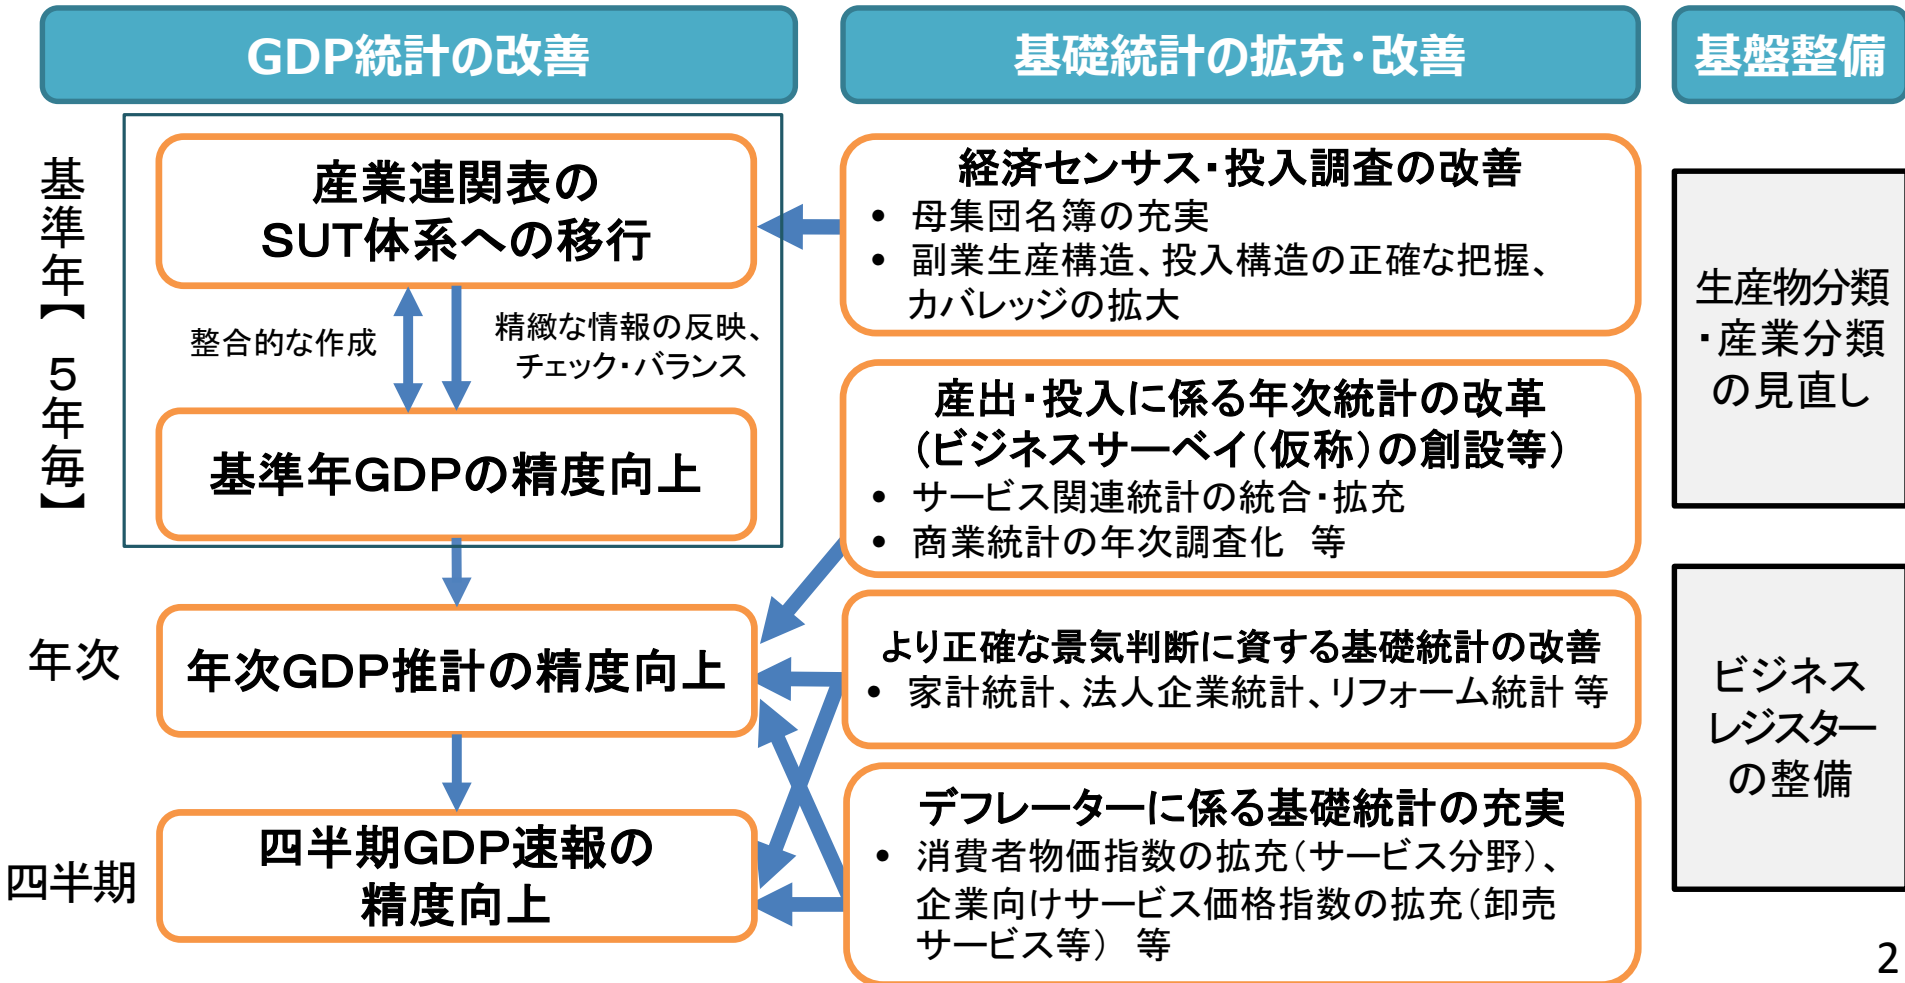 GDP統計の改善
基礎統計の拡充・改善
基盤整備
基準年【５年毎】
産業連関表の
SUT体系への移行
整合的な作成
精緻な情報の反映、
チェック・バランス
基準年GDPの精度向上
年次
年次GDP推計の精度向上
四半期
四半期GDP速報の
精度向上
経済センサス・投入調査の改善
• 母集団名簿の充実
• 副業生産構造、投入構造の正確な把握、
カバレッジの拡大
産出・投入に係る年次統計の改革
（ビジネスサーベイ（仮称）の創設等）
• サービス関連統計の統合・拡充
• 商業統計の年次調査化　等
より正確な景気判断に資する基礎統計の改善
• 家計統計、法人企業統計、リフォーム統計 等
デフレーターに係る基礎統計の充実
• 消費者物価指数の拡充（サービス分野）、
企業向けサービス価格指数の拡充（卸売
サービス等）　等
生産物分類
・産業分類
の見直し
ビジネス
レジスター
の整備
2